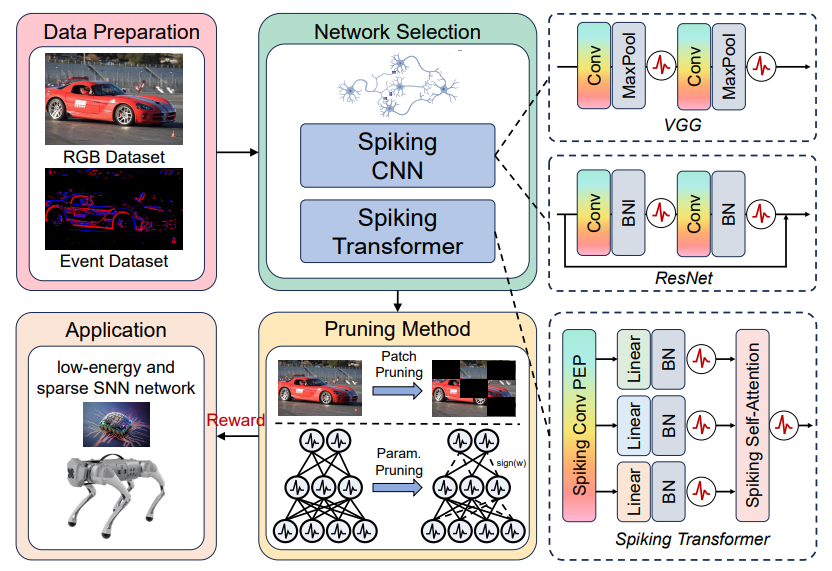 Data Preparation
RGB Dataset
Event Dataset
Network Selection
Spiking
CNN
Spiking
Transformer
Conv
MaxPool
Conv
MaxPool
VGG
Conv
BNI
Conv
BN
ResNet
Application
low-energy and
sparse SNN network
Reward
Pruning Method
Patch
Pruning
Param.
Pruning
sign(w)
Spiking Conv PEP
Linear
BN
Linear
BN
Linear
BN
Spiking Self-Attention
Spiking Transformer